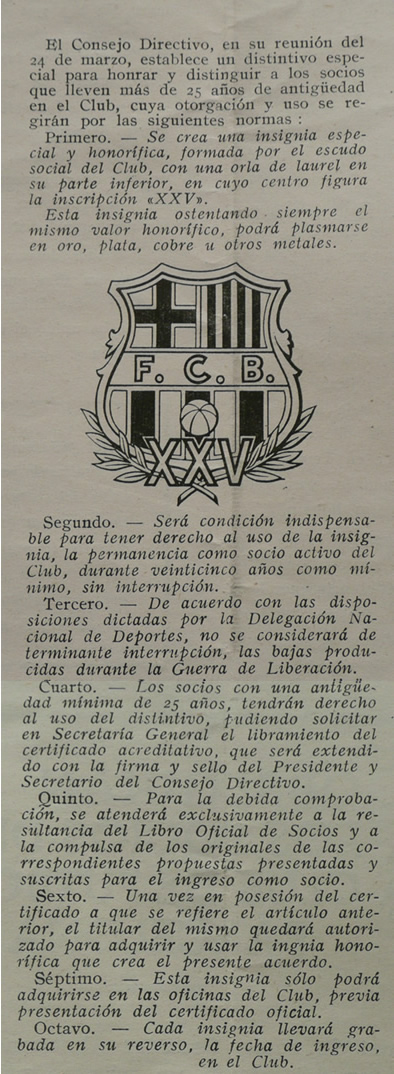 El Consejo Directivo, en su reunión del
24 de marzo, establece un distintivo espe-
cial para honrar y distinguir a los socios
que lleven más de 25 años de antigüedad
en el Club, cuya otorgación y uso se re-
girán por las siguientes normas :
Primero. — Se crea una insignia espe-
cial y honorífica, formada por el escudo
social del Club, con una orla de laurel en
su parte inferior, en cuyo centro figura
la inscripción «XXV».
Esta insignia ostentando siempre el
mismo valor honorífico, podrá plasmarse
en oro, plata, cobre u otros metales.
F. C. B.
XXV
Segundo. — Será condición indispensa-
ble para tener derecho al uso de la insig-
nia, la permanencia como socio activo del
Club, durante veinticinco años como mí-
nimo, sin interrupción.
Tercero. — De acuerdo con las dispo-
siciones dictadas por la Delegación Na-
cional de Deportes, no se considerará de
terminante interrupción, las bajas produ-
cidas durante la Guerra de Liberación.
Cuarto. — Los socios con una antigüe-
dad mínima de 25 años, tendrán derecho
al uso del distintivo, pudiendo solicitar
en Secretaría General el libramiento del
certificado acreditativo, que será extendi-
do con la firma y sello del Presidente y
Secretario del Consejo Directivo.
Quinto. — Para la debida comproba-
ción, se atenderá exclusivamente a la re-
sultancia del Libro Oficial de Socios y a
la compulsa de los originales de las co-
rrespondientes propuestas presentadas y
suscritas para el ingreso como socio.
Sexto. — Una vez en posesión del cer-
tificado a que se refiere el artículo ante-
rior, el titular del mismo quedará autori-
zado para adquirir y usar la ingnia hono-
rífica que crea el presente acuerdo.
Séptimo. — Esta insignia sólo podrá
adquirirse en las oficinas del Club, previa
presentación del certificado oficial.
Octavo. — Cada insignia llevará gra-
bada en su reverso, la fecha de ingreso,
en el Club.